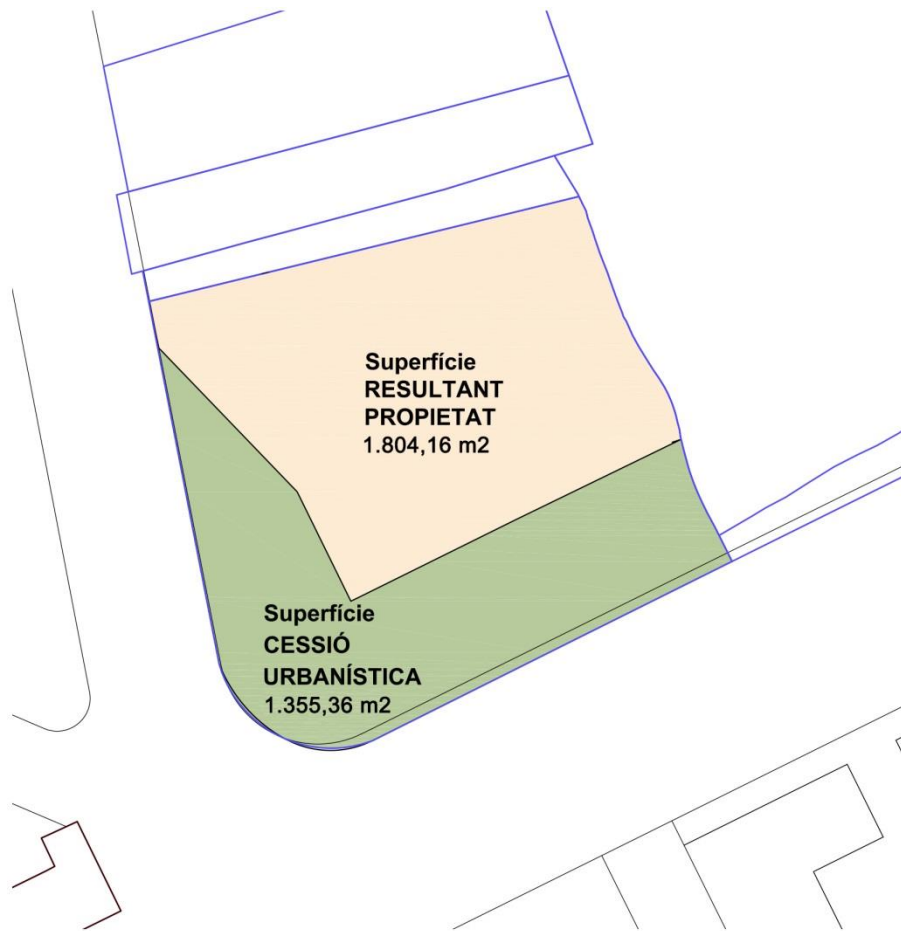 Superfície
RESULTANT
PROPIETAT
1.804,16 m2
Superfície
CESSIÓ
URBANÍSTICA
1.355,36 m2